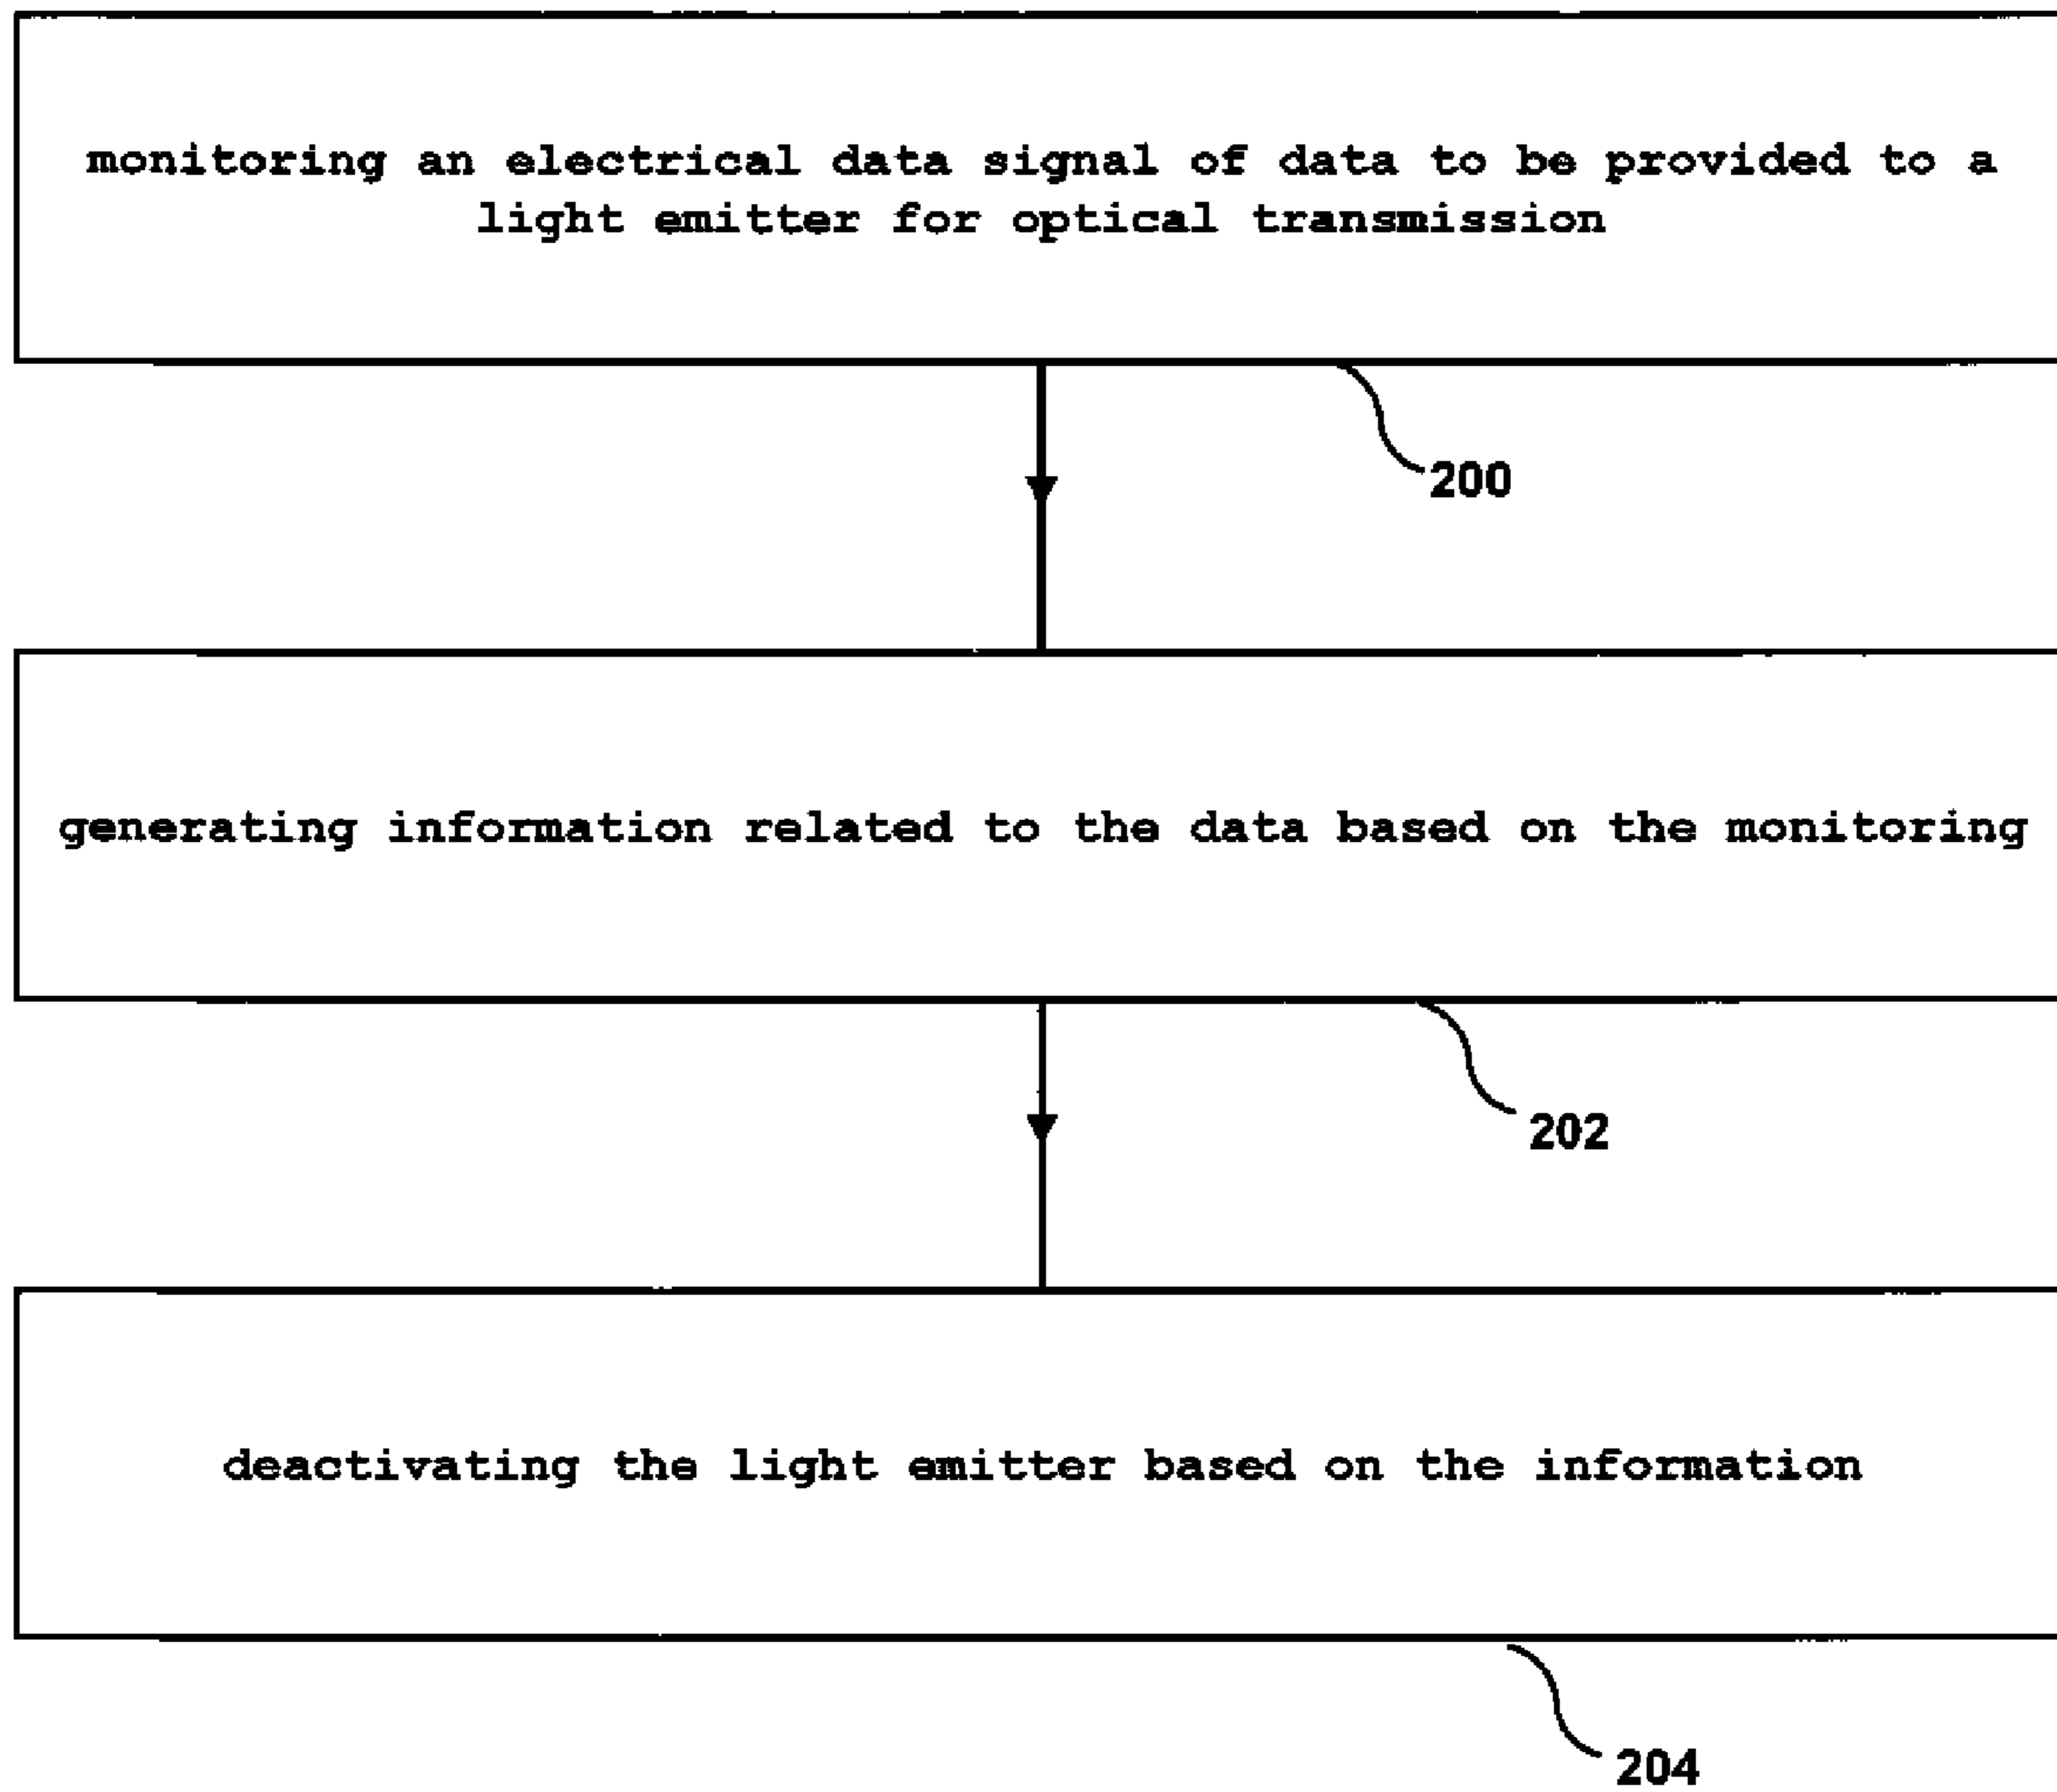 monitoring an electrical data signal of data to be provided to a
light emitter for optical transmission
200
generating information related to the data based on the monitoring
202
deactivating the light emitter based on the information
204